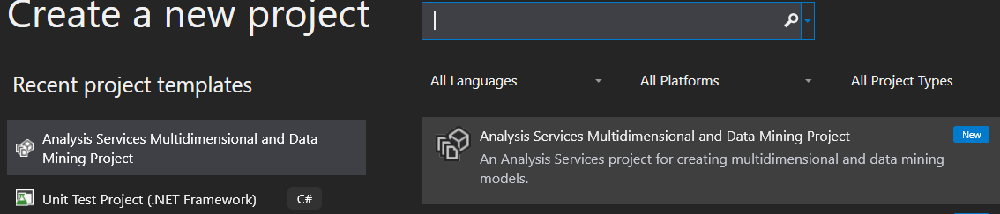 Create a new project
Recent project templates
Analysis Services Multidimensional and Data
Mining Project
Unit Test Project (.NET Framework)
C#
All Languages
All Platforms
All Project Types
Analysis Services Multidimensional and Data Mining Project
New
An Analysis Services project for creating multidimensional and data mining
models.